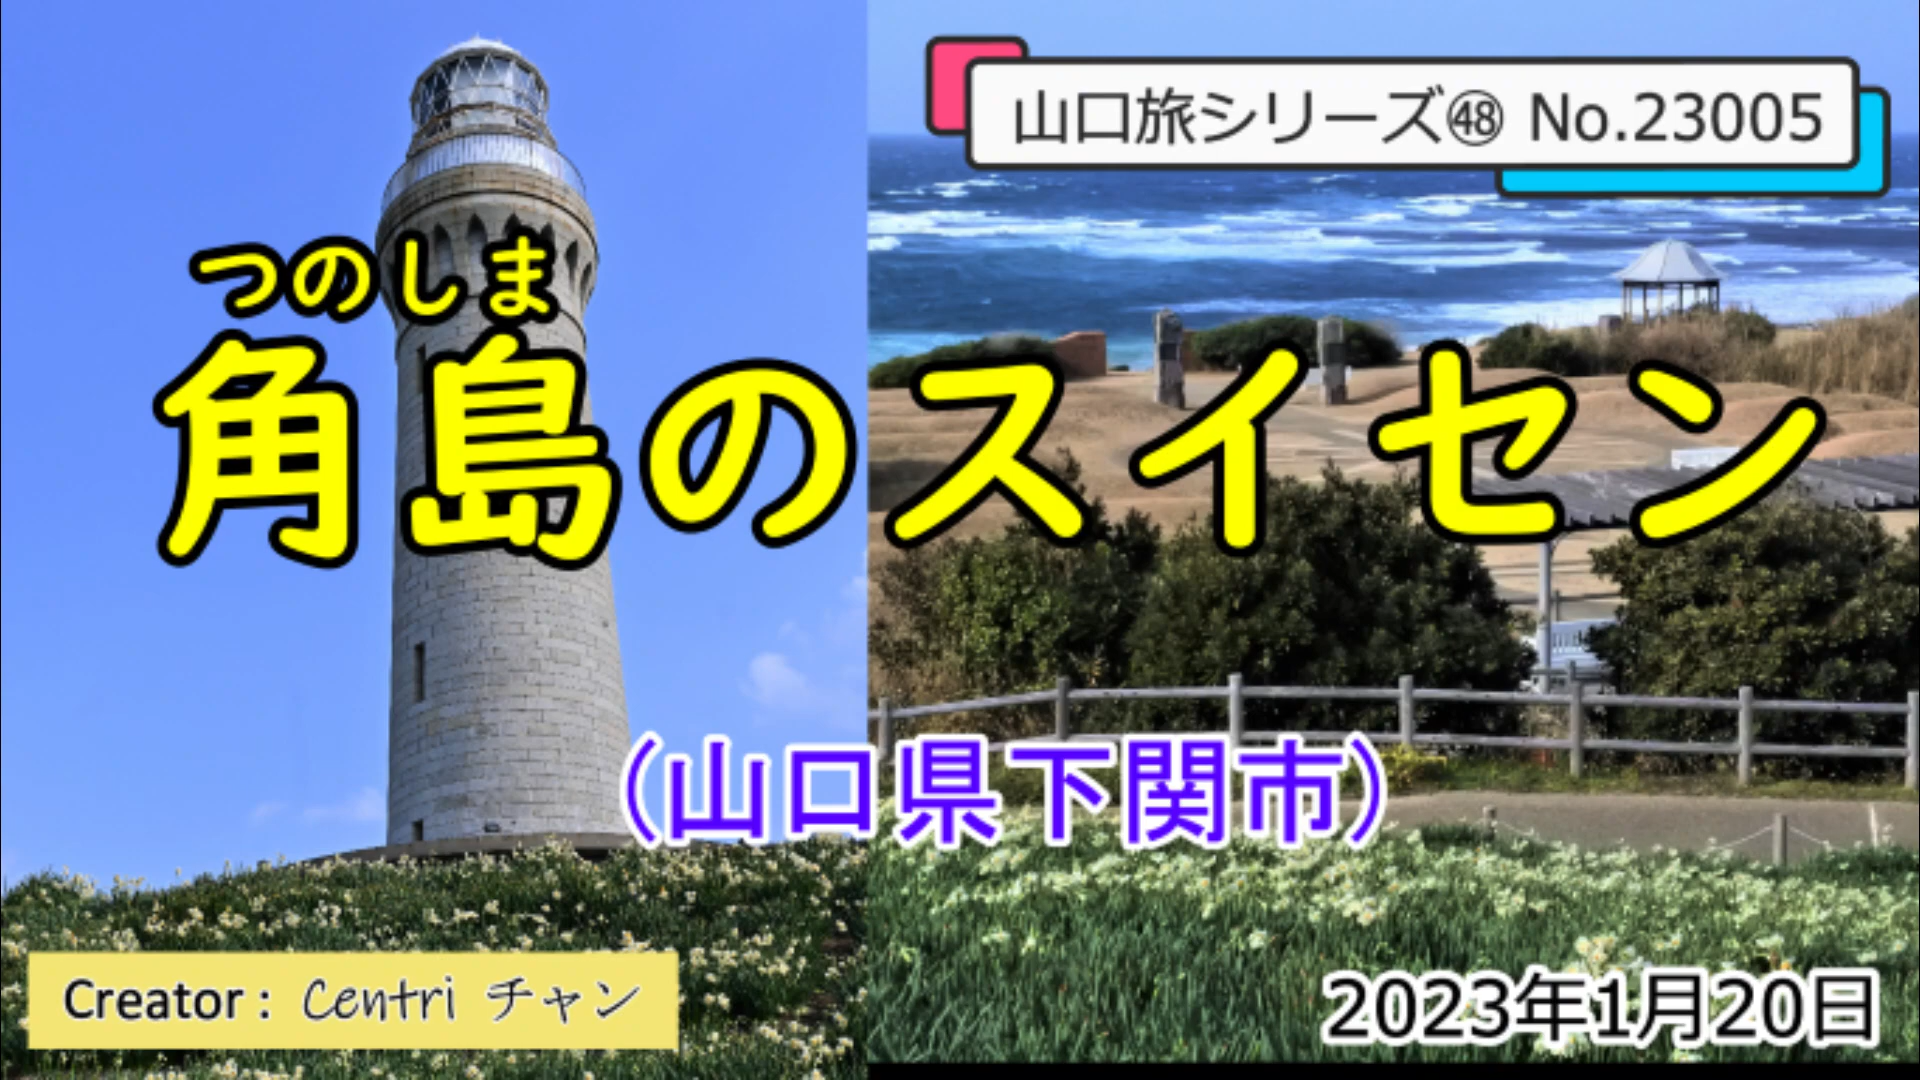 山口旅シリーズ㊽ No.23005
つのしま
角島のスイセン
(山口県下関市)
Creator : Centri チャン
2023年1月20日